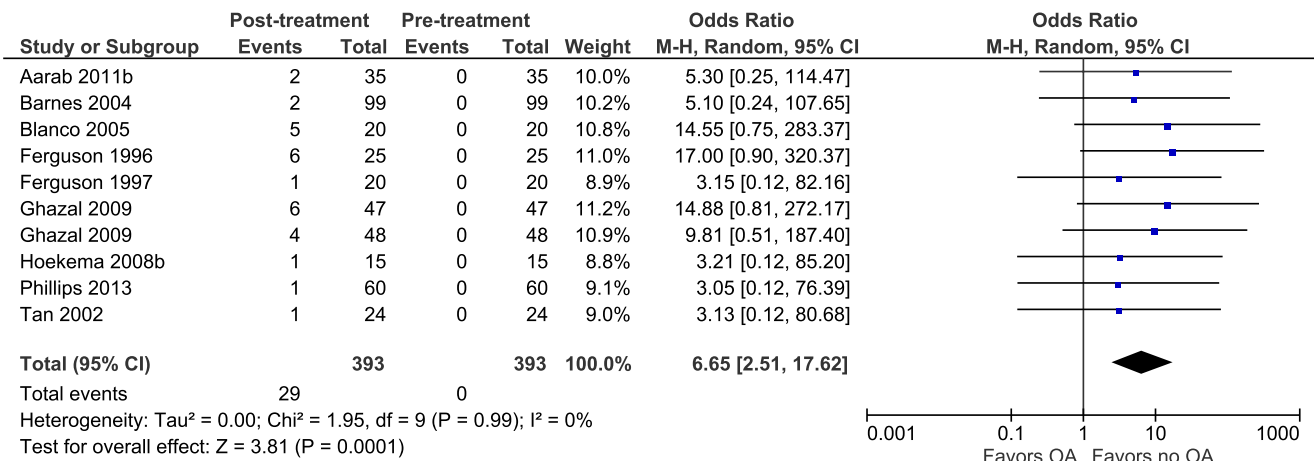 Post-treatment Pre-treatment Odds Ratio Odds Ratio
Study or Subgroup Events Total Events Total Weight M-H, Random, 95% CI M-H, Random, 95% CI
Aarab 2011b 2 35 0 35 10.0% 5.30 [0.25, 114.47]
Barnes 2004 2 99 0 99 10.2% 5.10 [0.24, 107.65]
Blanco 2005 5 20 0 20 10.8% 14.55 [0.75, 283.37]
Ferguson 1996 6 25 0 25 11.0% 17.00 [0.90, 320.37]
Ferguson 1997 1 20 0 20 8.9% 3.15 [0.12, 82.16]
Ghazal 2009 6 47 0 47 11.2% 14.88 [0.81, 272.17]
Ghazal 2009 4 48 0 48 10.9% 9.81 [0.51, 187.40]
Hoekema 2008b 1 15 0 15 8.8% 3.21 [0.12, 85.20]
Phillips 2013 1 60 0 60 9.1% 3.05 [0.12, 76.39]
Tan 2002 1 24 0 24 9.0% 3.13 [0.12, 80.68]
Total (95% CI) 393 393 100.0% 6.65 [2.51, 17.62]
Total events 29 0
Heterogeneity: Tau² = 0.00; Chi² = 1.95, df = 9 (P = 0.99); I² = 0%
Test for overall effect: Z = 3.81 (P = 0.0001)
0.001 0.1 1 10 1000
Favors OA Favors no OA